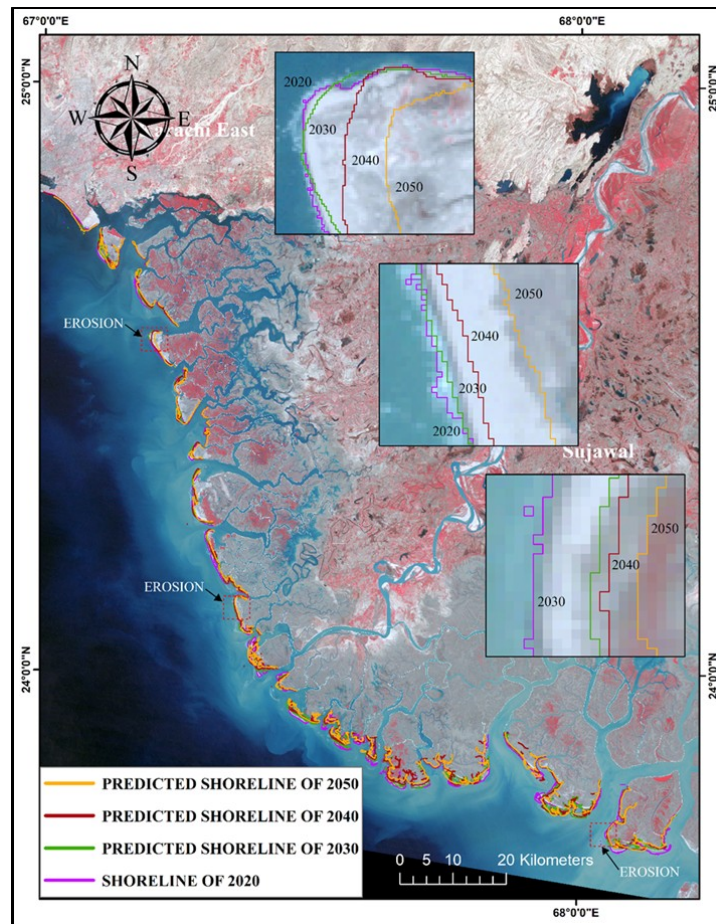 67°0'0"E
68°0'0"E
25°0'0"N
25°0'0"N
N
W
E
S
Karachi East
2020
2030
2040
2050
EROSION
2050
2040
2030
2020
Sujawal
2050
2040
2030
EROSION
24°0'0"N
24°0'0"N
PREDICTED SHORELINE OF 2050
PREDICTED SHORELINE OF 2040
PREDICTED SHORELINE OF 2030
SHORELINE OF 2020
0 5 10 20 Kilometers
EROSION
68°0'0"E